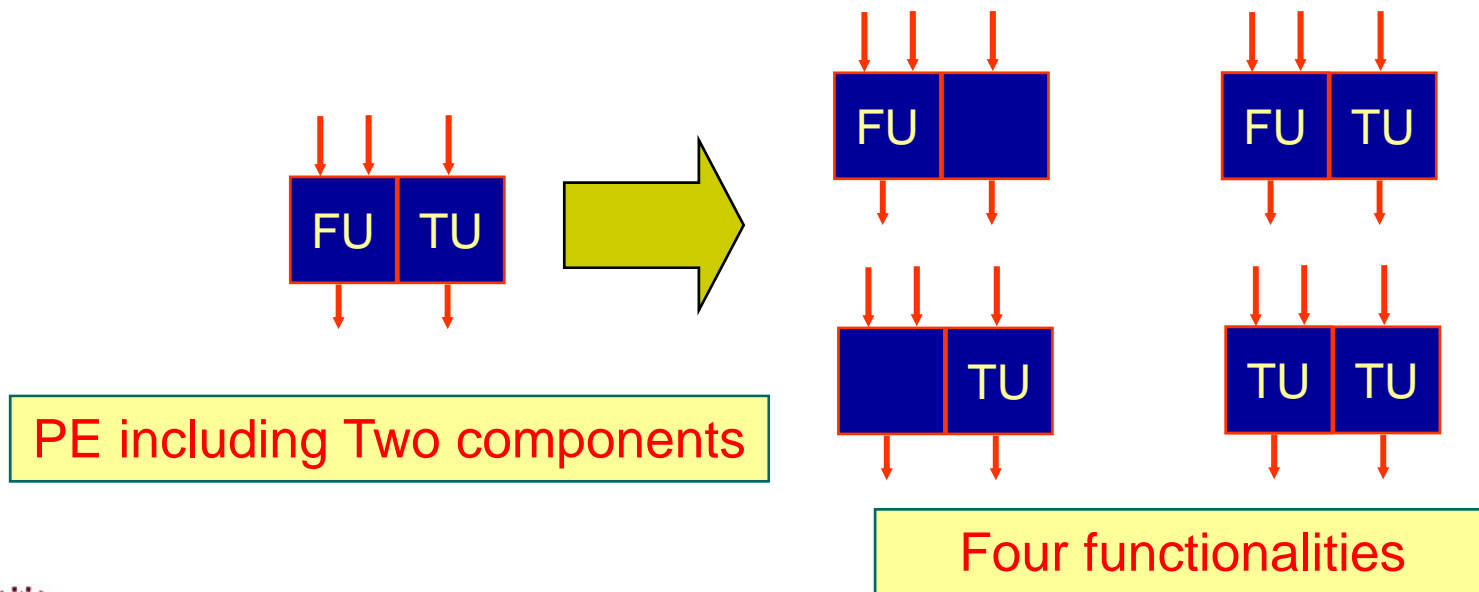 FU TU
PE including Two components
FU
FU TU
TU
TU TU
Four functionalities